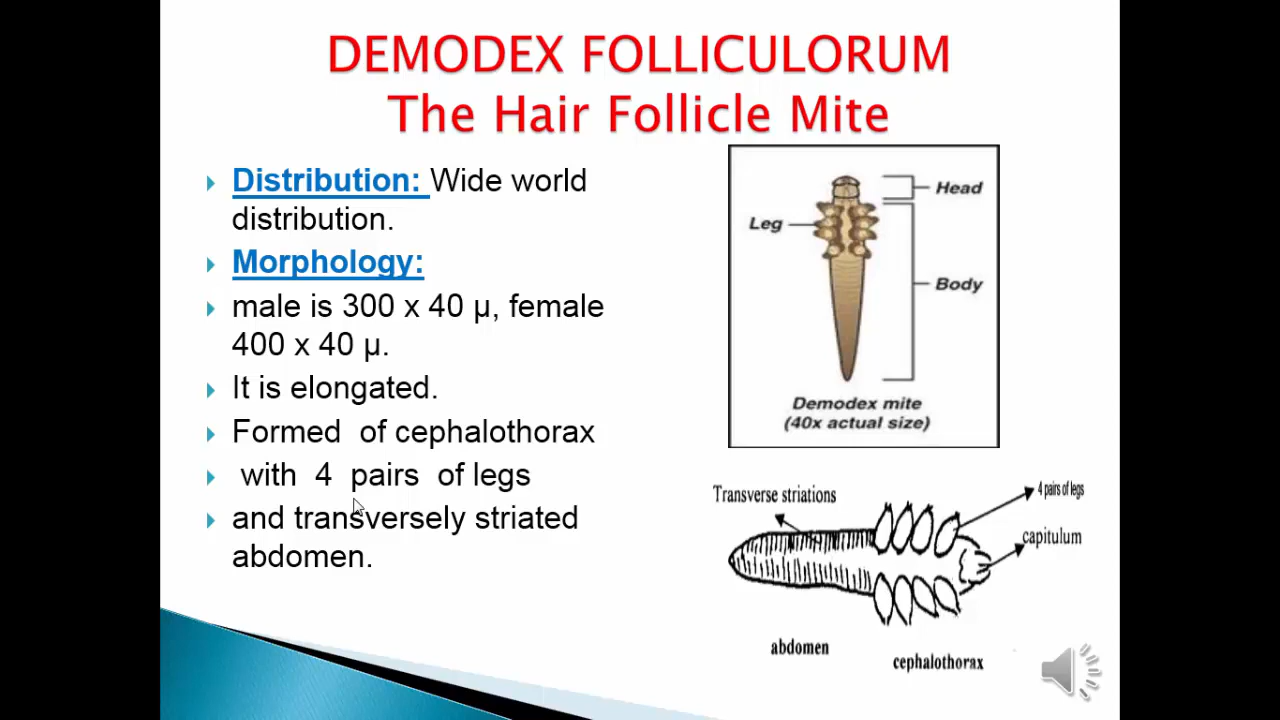 DEMODEX FOLLICULORUM
The Hair Follicle Mite
Distribution: Wide world
distribution.
Morphology:
male is 300 x 40 µ, female
400 x 40 µ.
It is elongated.
Formed of cephalothorax
with 4 pairs of legs
and transversely striated
abdomen.
Head
Leg
Body
Demodex mite
(40x actual size)
Transverse striations
4 pairs of legs
capitulum
abdomen
cephalothorax